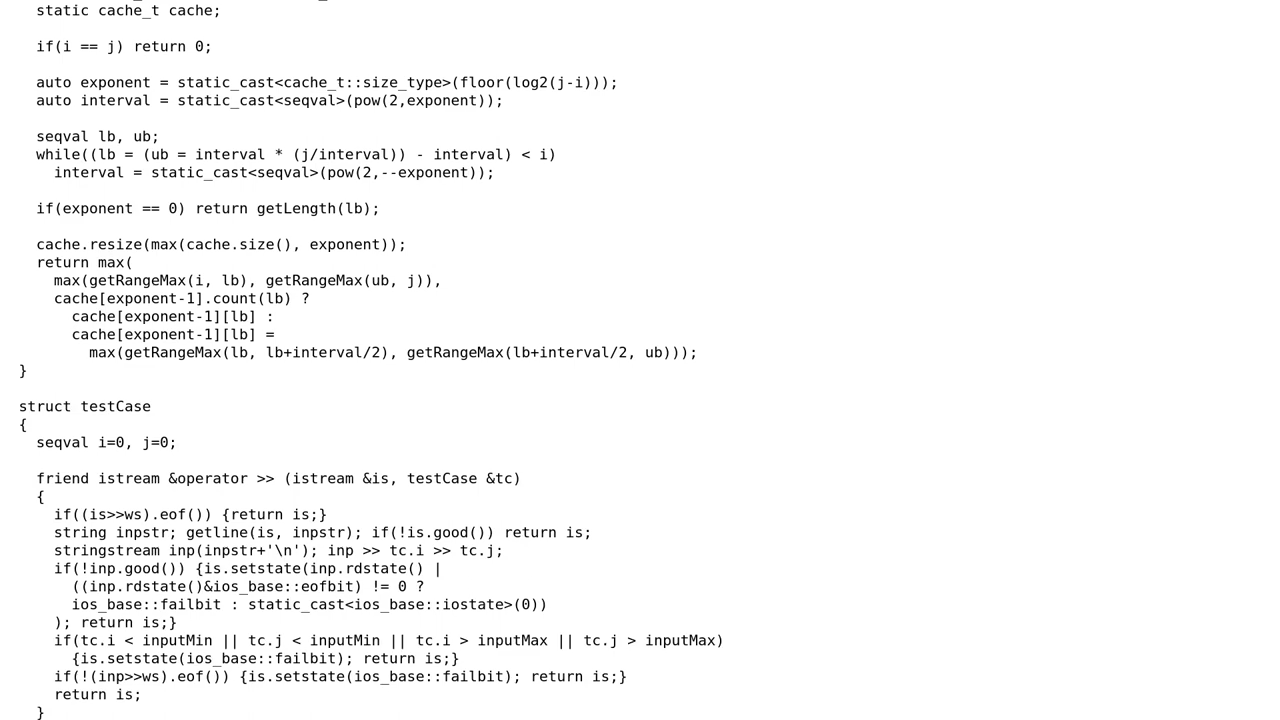 static cache_t cache;
if(i == j) return 0;
auto exponent = static_cast<cache_t::size_type>(floor(log2(j-i)));
auto interval = static_cast<seqval>(pow(2,exponent));
seqval lb, ub;
while((lb = (ub = interval * (j/interval)) - interval) < i)
interval = static_cast<seqval>(pow(2,--exponent));
if(exponent == 0) return getLength(lb);
cache.resize(max(cache.size(), exponent));
return max(
max(getRangeMax(i, lb), getRangeMax(ub, j)),
cache[exponent-1].count(lb) ?
cache[exponent-1][lb] :
cache[exponent-1][lb] =
max(getRangeMax(lb, lb+interval/2), getRangeMax(lb+interval/2, ub)));
}
struct testCase
{
seqval i=0, j=0;
friend istream &operator >> (istream &is, testCase &tc)
{
if((is>>ws).eof()) {return is;}
string inpstr; getline(is, inpstr); if(!is.good()) return is;
stringstream inp(inpstr+'\n'); inp >> tc.i >> tc.j;
if(!inp.good()) {is.setstate(inp.rdstate() |
((inp.rdstate()&ios_base::eofbit) != 0 ?
ios_base::failbit : static_cast<ios_base::iostate>(0))
); return is;}
if(tc.i < inputMin || tc.j < inputMin || tc.i > inputMax || tc.j > inputMax)
{is.setstate(ios_base::failbit); return is;}
if(!(inp>>ws).eof()) {is.setstate(ios_base::failbit); return is;}
return is;
}